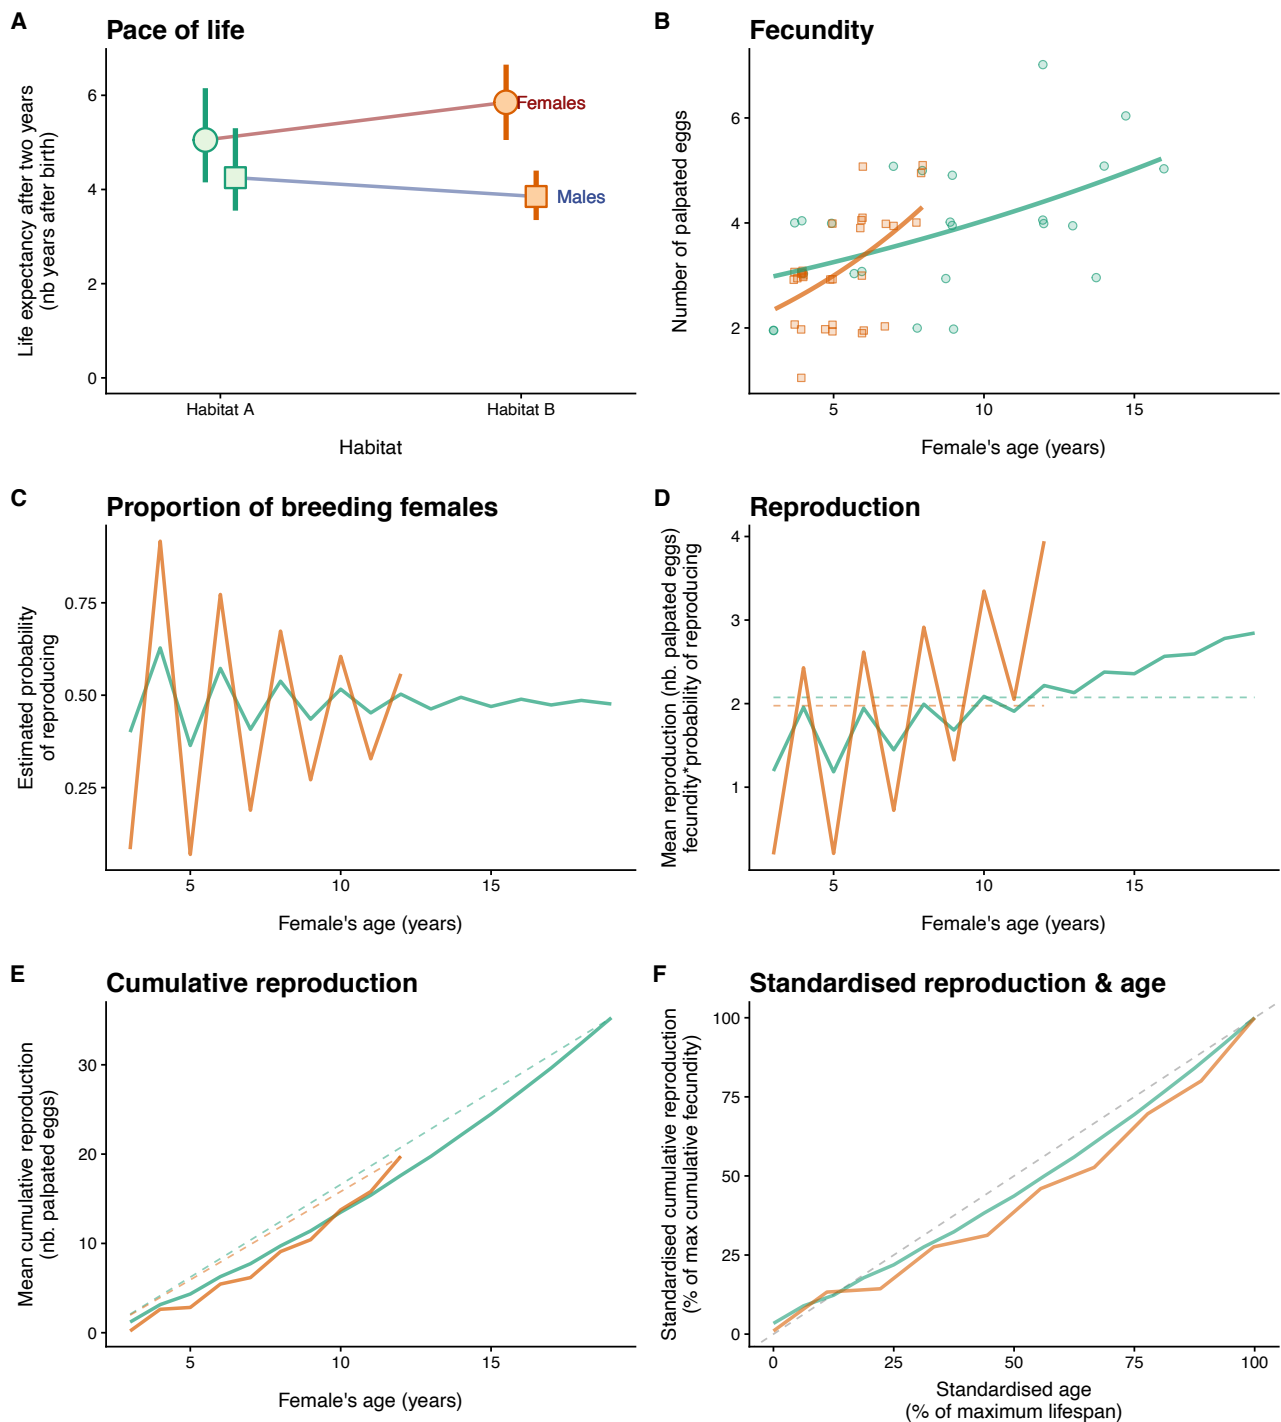 A
Pace of life
Life expectancy after two years
(nb years after birth)
6
4
2
0
Females
Males
Habitat A
Habitat B
Habitat
B
Fecundity
Number of palpated eggs
6
4
2
5
10
15
Female's age (years)
C
Proportion of breeding females
Estimated probability
of reproducing
0.75
0.50
0.25
5
10
15
Female's age (years)
D
Reproduction
Mean reproduction (nb. palpated eggs)
fecundity*probability of reproducing
4
3
2
1
5
10
15
Female's age (years)
E
Cumulative reproduction
Mean cumulative reproduction
(nb. palpated eggs)
30
20
10
0
5
10
15
Female's age (years)
F
Standardised reproduction & age
Standardised cumulative reproduction
(% of max cumulative fecundity)
100
75
50
25
0
0
25
50
75
100
Standardised age
(% of maximum lifespan)